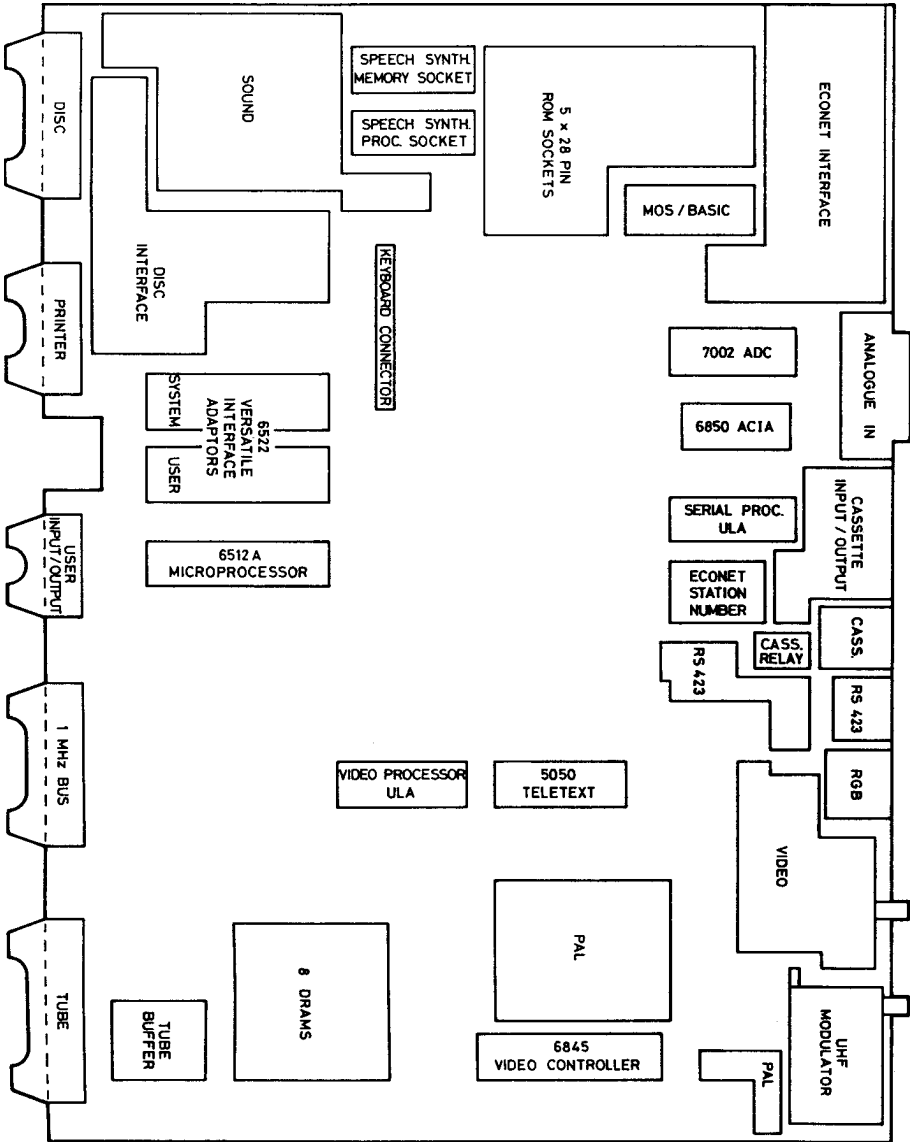 DISC
SOUND
SPEECH SYNTH.
MEMORY SOCKET
SPEECH SYNTH.
PROC. SOCKET
5 x 28 PIN
ROM SOCKETS
MOS / BASIC
ECONET INTERFACE
DISC
INTERFACE
PRINTER
KEYBOARD CONNECTOR
7002 ADC
ANALOGUE IN
SYSTEM
6522
VERSATILE
INTERFACE
ADAPTORS
USER
6850 ACIA
SERIAL PROC.
ULA
CASSETTE
INPUT / OUTPUT
USER
INPUT/OUTPUT
6512 A
MICROPROCESSOR
ECONET
STATION
NUMBER
CASS.
RELAY
CASS.
RS 423
RS 423
1 MHz BUS
VIDEO PROCESSOR
ULA
5050
TELETEXT
RGB
VIDEO
TUBE
TUBE
BUFFER
8 DRAMS
PAL
6845
VIDEO CONTROLLER
PAL
UHF
MODULATOR